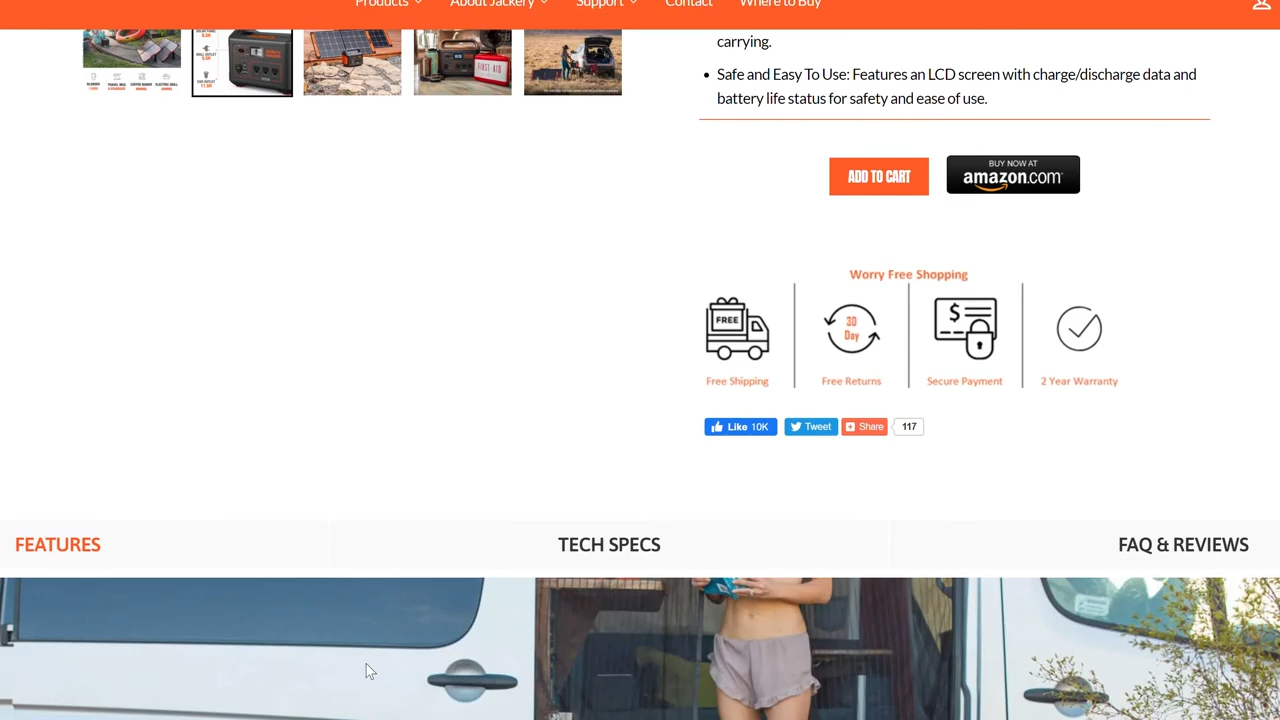 Products
About Jackery
Support
Contact
Where to Buy
carrying.
Safe and Easy To Use: Features an LCD screen with charge/discharge data and
battery life status for safety and ease of use.
ADD TO CART
BUY NOW AT
amazon.com
Worry Free Shopping
FREE
30
Day
$
Free Shipping
Free Returns
Secure Payment
2 Year Warranty
Like 10K
Tweet
Share
117
FEATURES
TECH SPECS
FAQ & REVIEWS
FIRST AID